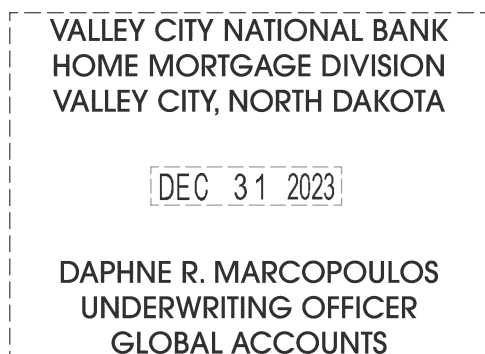 VALLEY CITY NATIONAL BANK
HOME MORTGAGE DIVISION
VALLEY CITY, NORTH DAKOTA
DEC 31 2023
DAPHNE R. MARCOPOULOS
UNDERWRITING OFFICER
GLOBAL ACCOUNTS